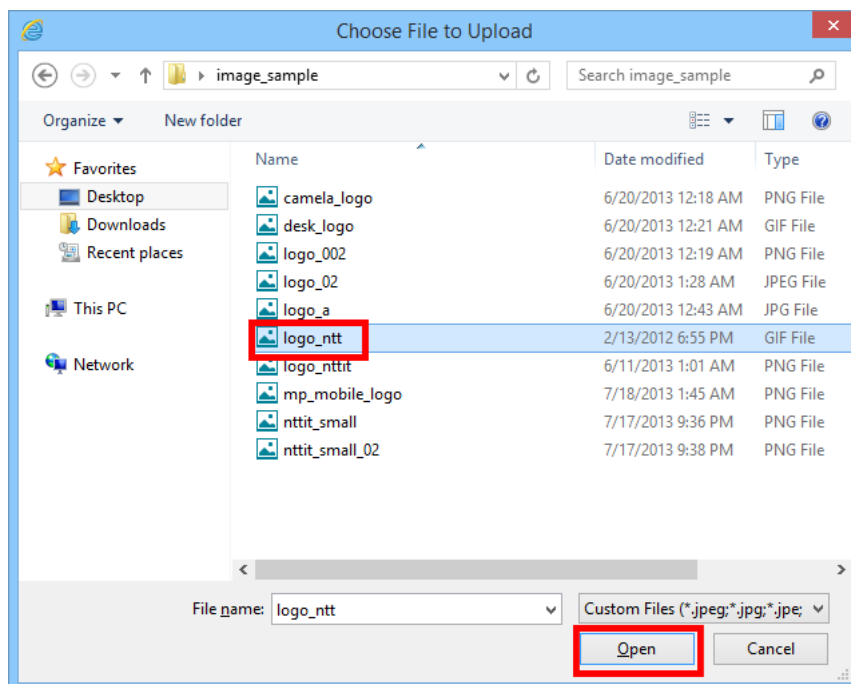 Choose File to Upload
image_sample
Search image_sample
Organize
New folder
Name
Date modified
Type
Favorites
Desktop
Downloads
Recent places
This PC
Network
camela_logo 6/20/2013 12:18 AM PNG File
desk_logo 6/20/2013 12:21 AM GIF File
logo_002 6/20/2013 12:19 AM PNG File
logo_02 6/20/2013 1:28 AM JPEG File
logo_a 6/20/2013 12:43 AM JPG File
logo_ntt 2/13/2012 6:55 PM GIF File
logo_nttit 6/11/2013 1:01 AM PNG File
mp_mobile_logo 7/18/2013 1:45 AM PNG File
nttit_small 7/17/2013 9:36 PM PNG File
nttit_small_02 7/17/2013 9:38 PM PNG File
File name: logo_ntt
Custom Files (*.jpeg;*.jpg;*.jpe;
Open
Cancel